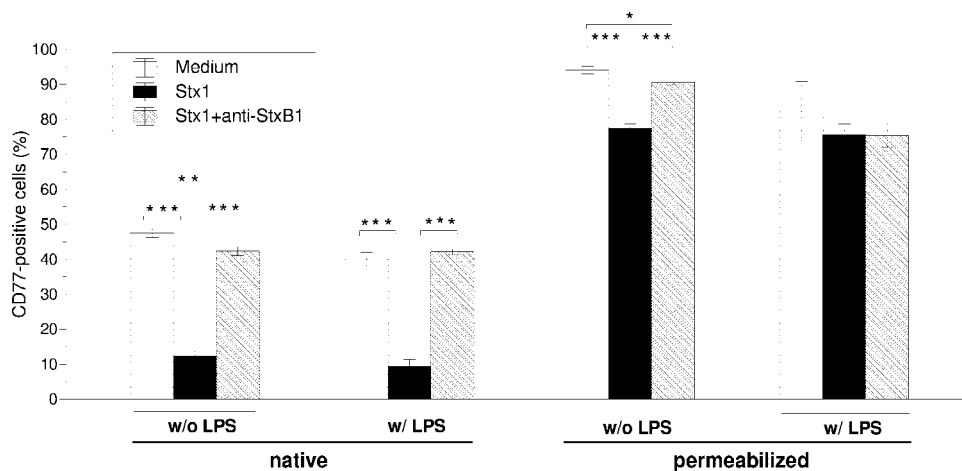 *
*** ***
100
90
80
70
60
50
40
30
20
10
0
CD77-positive cells (%)
Medium
Stx1
Stx1+anti-StxB1
**
*** ***
*** ***
w/o LPS w/ LPS w/o LPS w/ LPS
native permeabilized